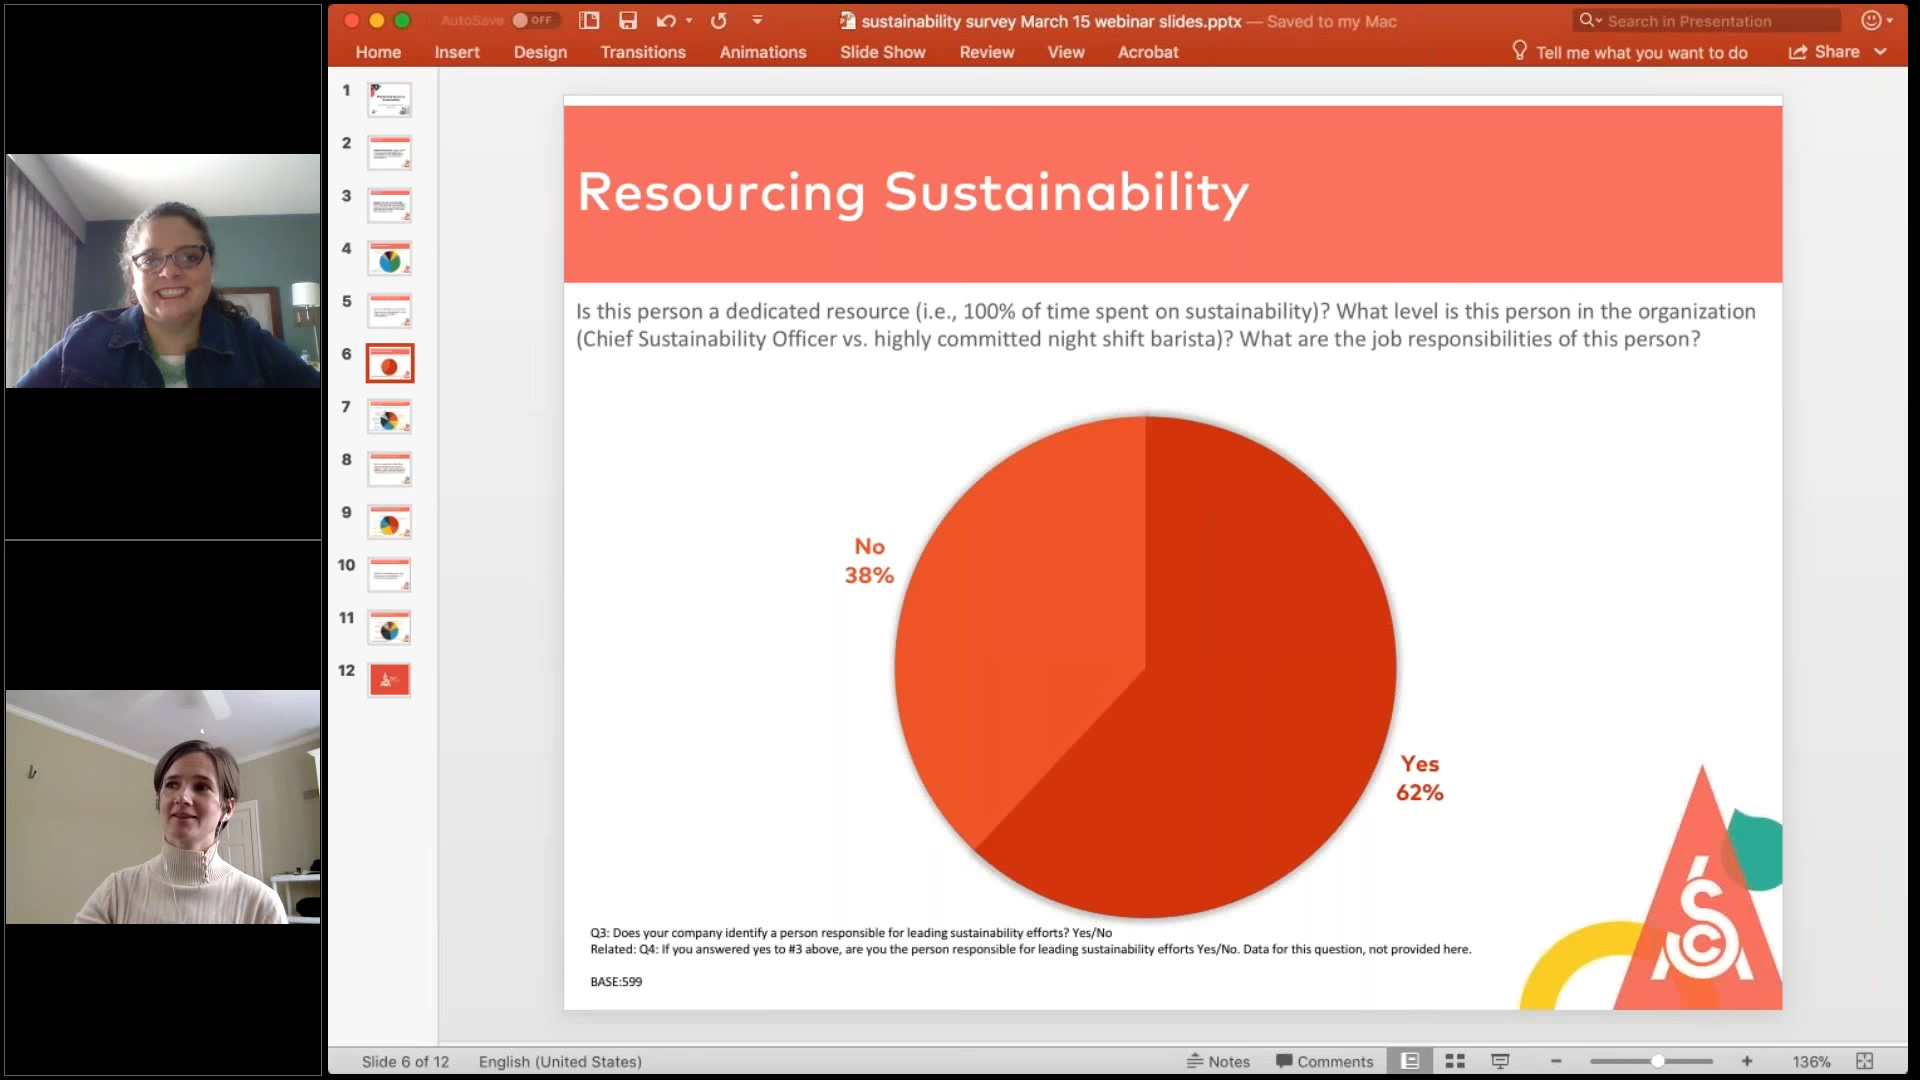 AutoSave OFF
sustainability survey March 15 webinar slides.pptx — Saved to my Mac
Search in Presentation
Home Insert Design Transitions Animations Slide Show Review View Acrobat
Tell me what you want to do
Share
1
2
3
4
5
6
7
8
9
10
11
12
Resourcing Sustainability
Is this person a dedicated resource (i.e., 100% of time spent on sustainability)? What level is this person in the organization
(Chief Sustainability Officer vs. highly committed night shift barista)? What are the job responsibilities of this person?
No
38%
Yes
62%
Q3: Does your company identify a person responsible for leading sustainability efforts? Yes/No
Related: Q4: If you answered yes to #3 above, are you the person responsible for leading sustainability efforts Yes/No. Data for this question, not provided here.
BASE:599
SCA
Slide 6 of 12 English (United States)
Notes Comments 136%